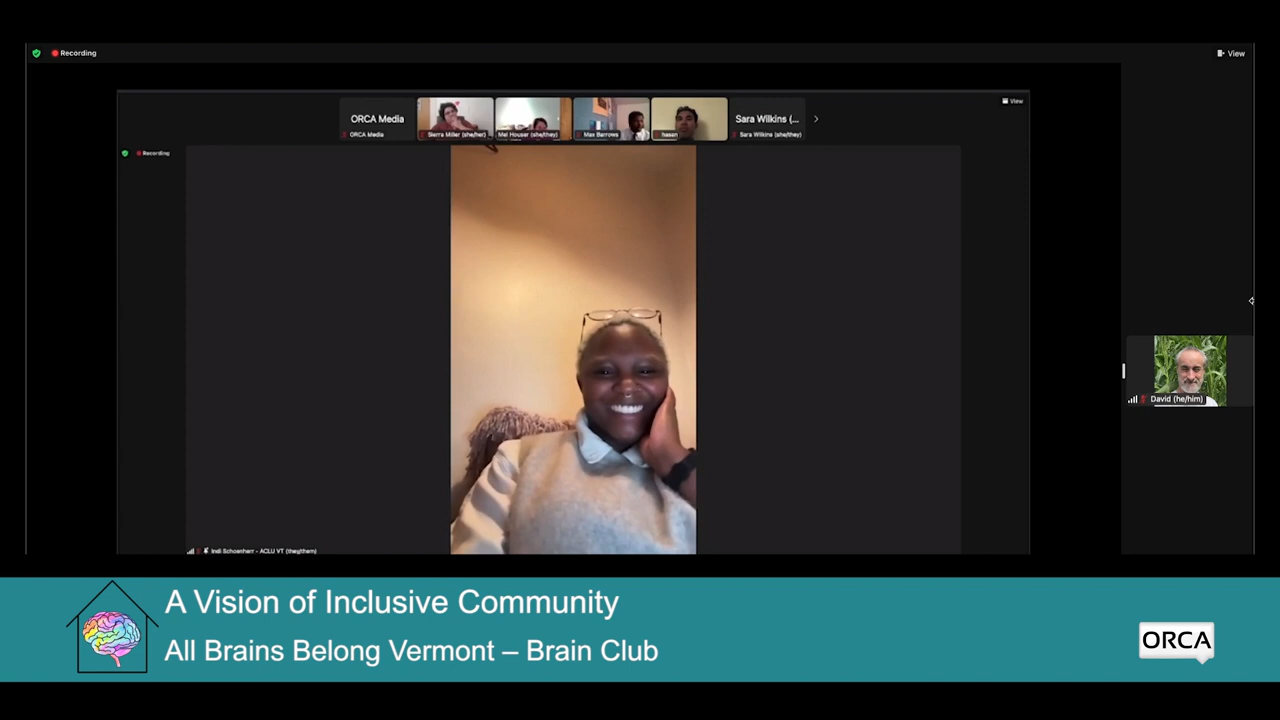 Recording
View
ORCA Media
Sara Wilkins (...
ORCA Media
Sierra Miller (she/her)
Mel Houser (she/they)
Max Barrows
hasan
Sara Wilkins (she/they)
View
Recording
David (he/him)
Indi Schoenherr - ACLU VT (they/them)
A Vision of Inclusive Community
All Brains Belong Vermont – Brain Club
ORCA